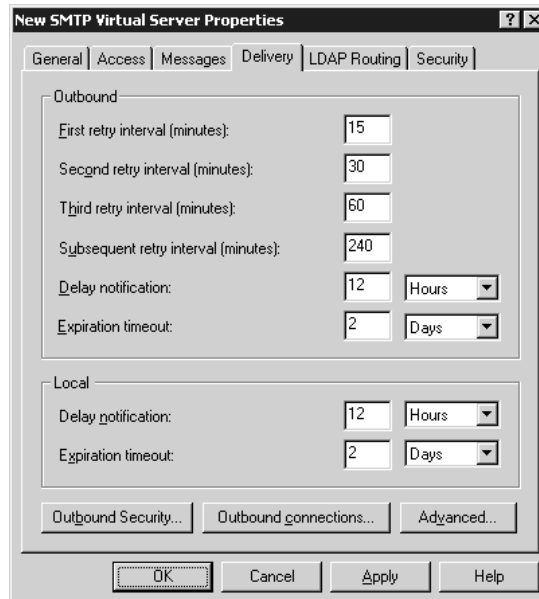 New SMTP Virtual Server Properties
General Access Messages Delivery LDAP Routing Security
Outbound
First retry interval (minutes): 15
Second retry interval (minutes): 30
Third retry interval (minutes): 60
Subsequent retry interval (minutes): 240
Delay notification: 12 Hours
Expiration timeout: 2 Days
Local
Delay notification: 12 Hours
Expiration timeout: 2 Days
Outbound Security... Outbound connections... Advanced...
OK Cancel Apply Help